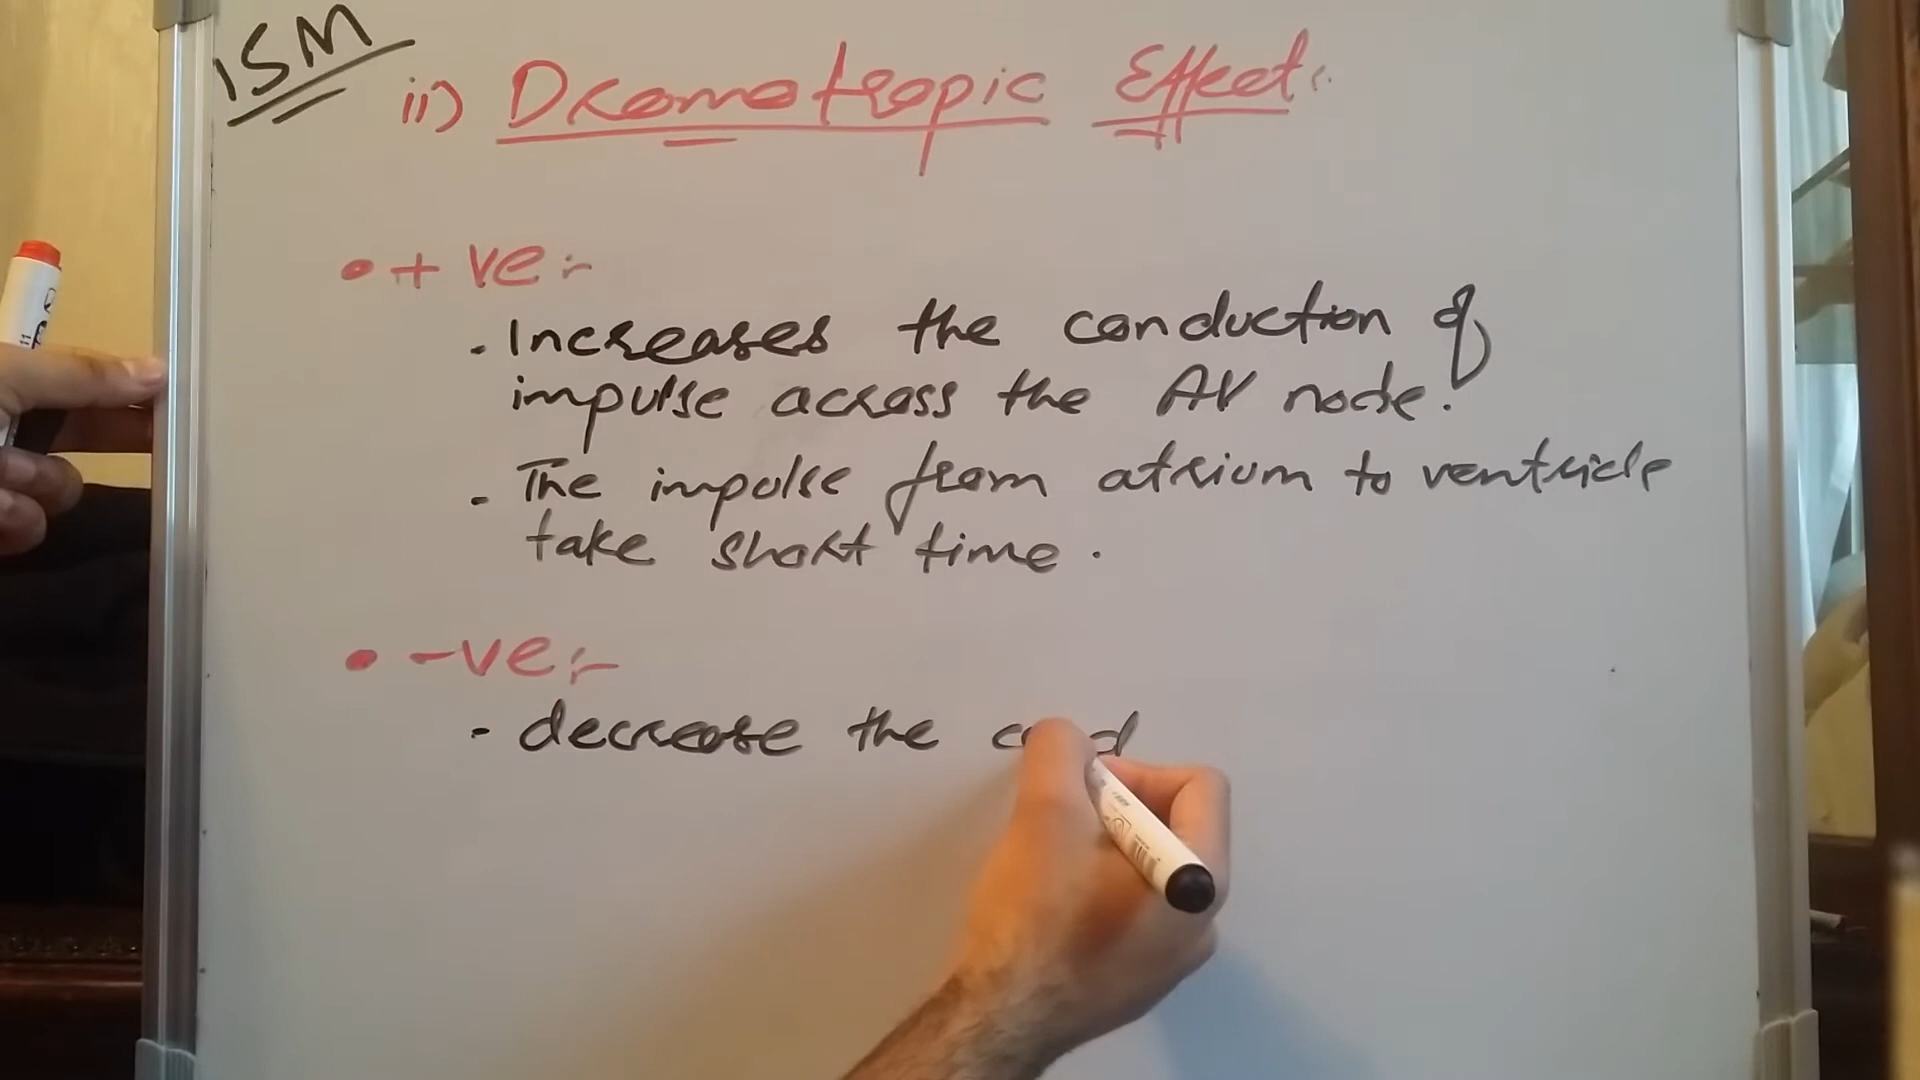 ISM
ii) Dromotropic Effect:
• + ve:-
. Increases the conduction of
impulse across the AV node.
- The impulse from atrium to ventricle
take short time.
• -ve:-
- decrease the